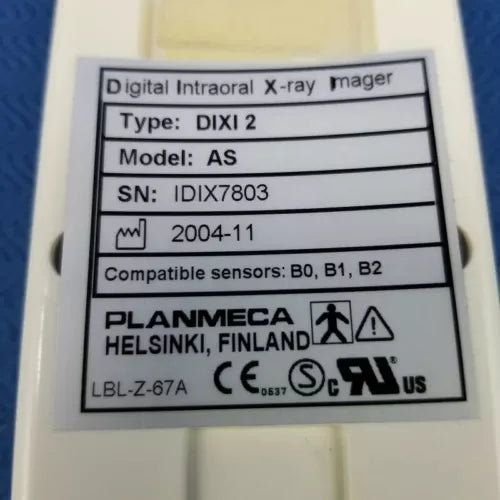 Digital Intraoral X-ray Imager
Type: DIXI 2
Model: AS
SN: IDIX7803
2004-11
Compatible sensors: B0, B1, B2
PLANMECA
HELSINKI, FINLAND
LBL-Z-67A CE 0537 S c RU US